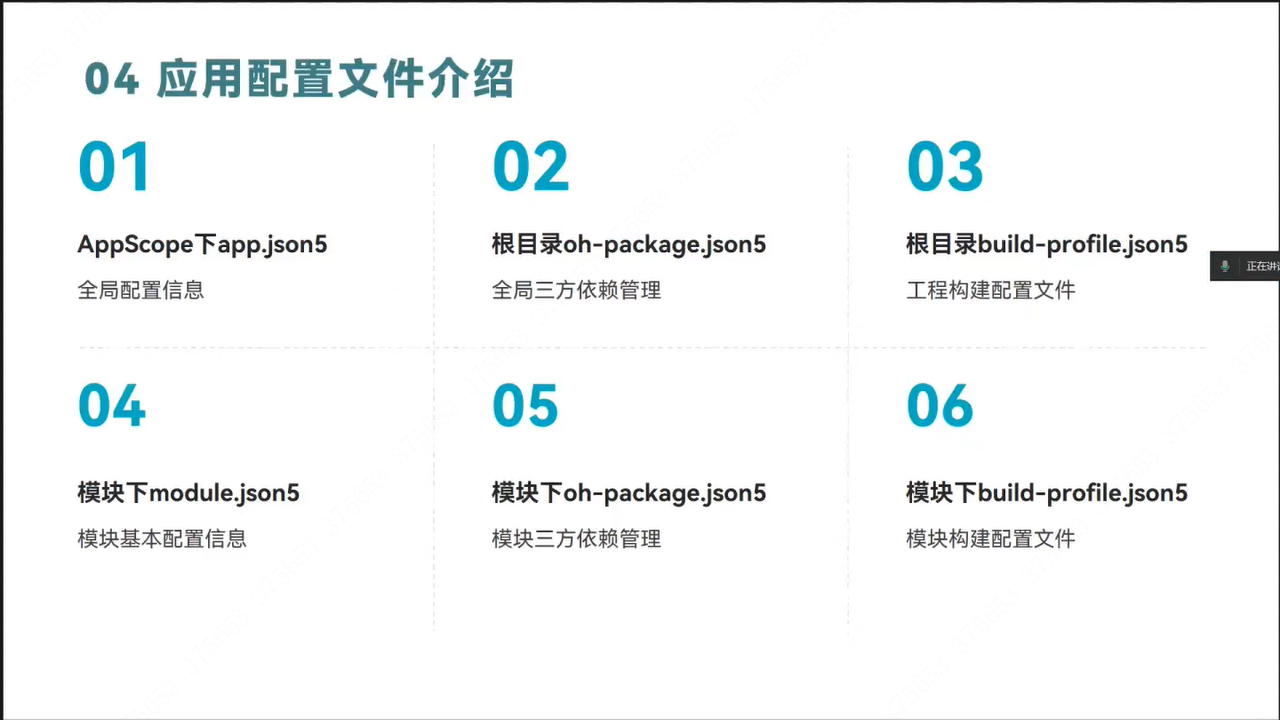 04 应用配置文件介绍
01
AppScope下app.json5
全局配置信息
02
根目录oh-package.json5
全局三方依赖管理
03
根目录build-profile.json5
工程构建配置文件
正在讲
04
模块下module.json5
模块基本配置信息
05
模块下oh-package.json5
模块三方依赖管理
06
模块下build-profile.json5
模块构建配置文件